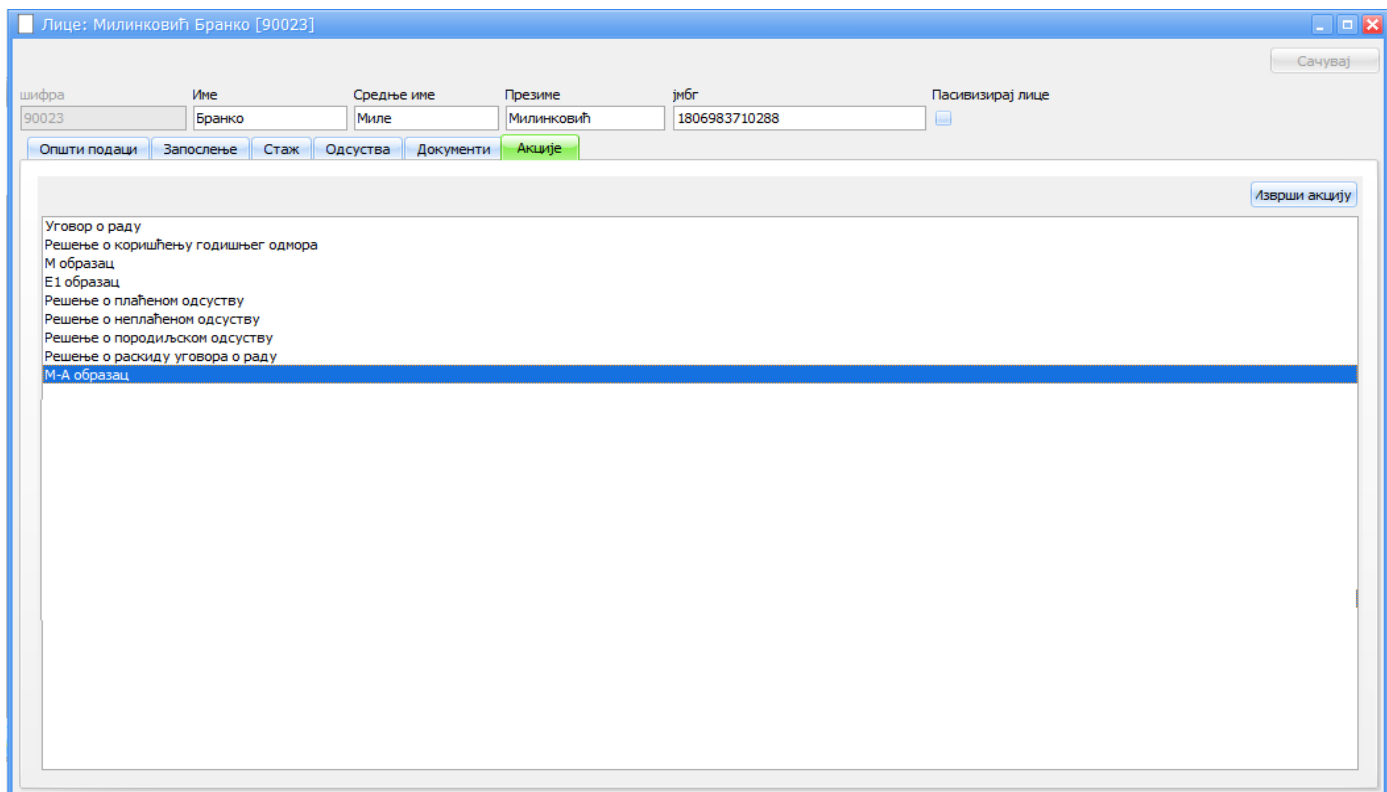 Лице: Милинковић Бранко [90023]
Сачувај
шифра Име Средње име Презиме јмбг Пасивизирај лице
90023 Бранко Миле Милинковић 1806983710288
Општи подаци Запослење Стаж Одсуства Документи Акције
Изврши акцију
Уговор о раду
Решење о коришћењу годишњег одмора
М образац
Е1 образац
Решење о плаћеном одсуству
Решење о неплаћеном одсуству
Решење о породиљском одсуству
Решење о раскиду уговора о раду
М-А образац